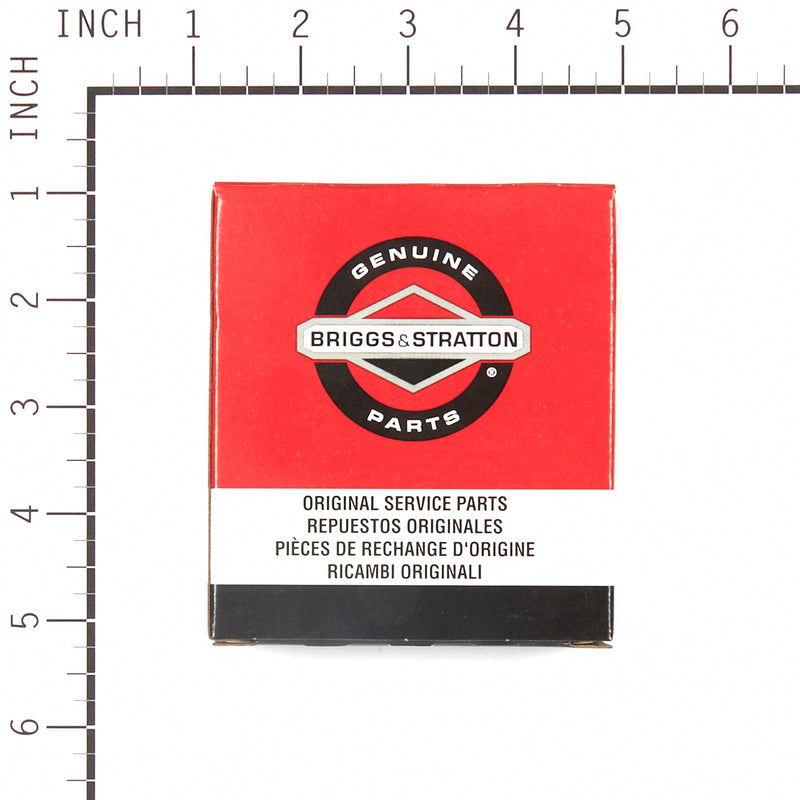 INCH 1 2 3 4 5 6
INCH
1
2
3
4
5
6
GENUINE
BRIGGS & STRATTON
®
PARTS
ORIGINAL SERVICE PARTS
REPUESTOS ORIGINALES
PIÈCES DE RECHANGE D'ORIGINE
RICAMBI ORIGINALI